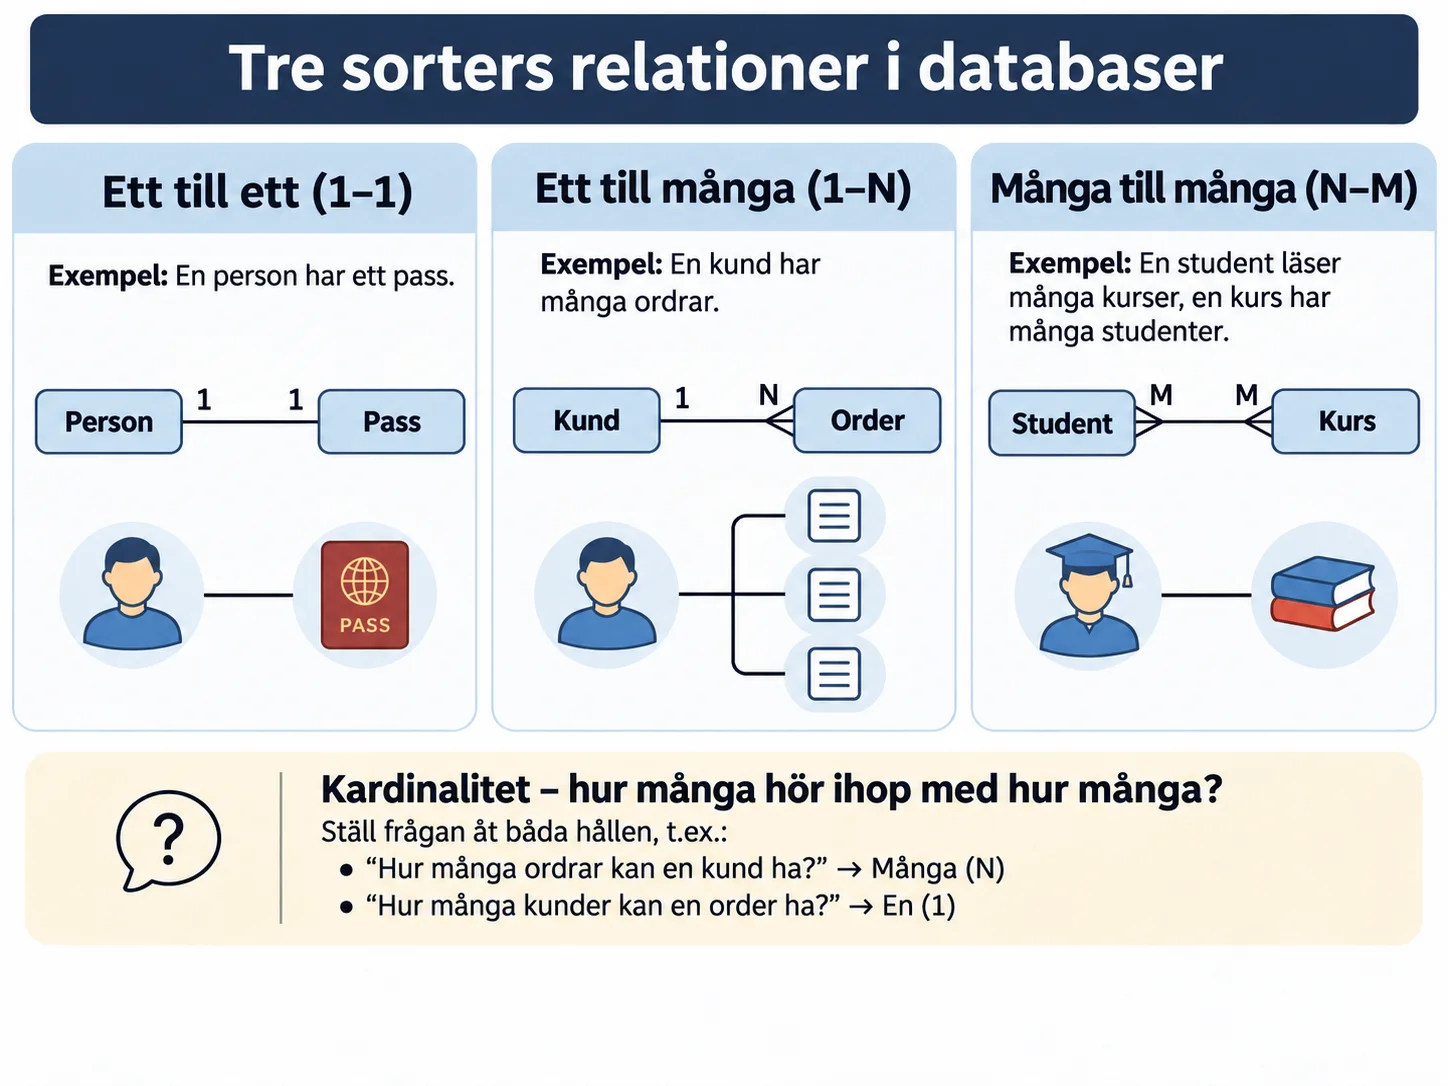 Tre sorters relationer i databaser
Ett till ett (1–1)
Exempel: En person har ett pass.
1
1
Person
Pass
PASS
Ett till många (1–N)
Exempel: En kund har
många ordrar.
1
N
Kund
Order
Många till många (N–M)
Exempel: En student läser
många kurser, en kurs har
många studenter.
M
M
Student
Kurs
?
Kardinalitet – hur många hör ihop med hur många?
Ställ frågan åt båda hållen, t.ex.:
• “Hur många ordrar kan en kund ha?” → Många (N)
• “Hur många kunder kan en order ha?” → En (1)